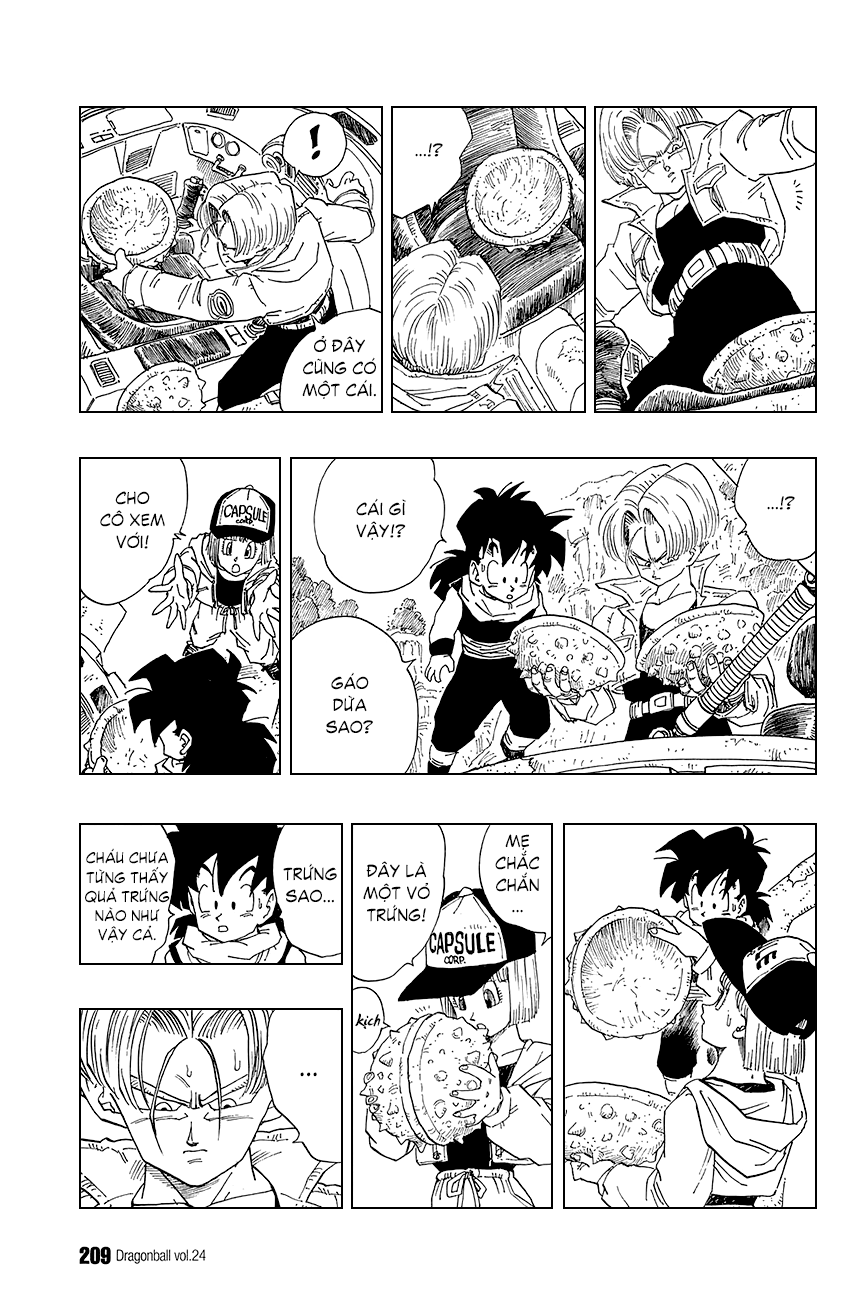 ...!?
!
Ở ĐÂY
CŨNG CÓ
MỘT CÁI.
...!?
CÁI GÌ
VẬY!?
GÁO
DỪA
SAO?
CHO
CÔ XEM
VỚI!
CAPSULE
CORP.
MẸ
CHẮC
CHẮN
...
ĐÂY LÀ
MỘT VỎ
TRỨNG!
CAPSULE
CORP.
kịch
TRỨNG
SAO...
CHÁU CHƯA
TỪNG THẤY
QUẢ TRỨNG
NÀO NHƯ
VẬY CẢ.
...
209 Dragonball vol.24